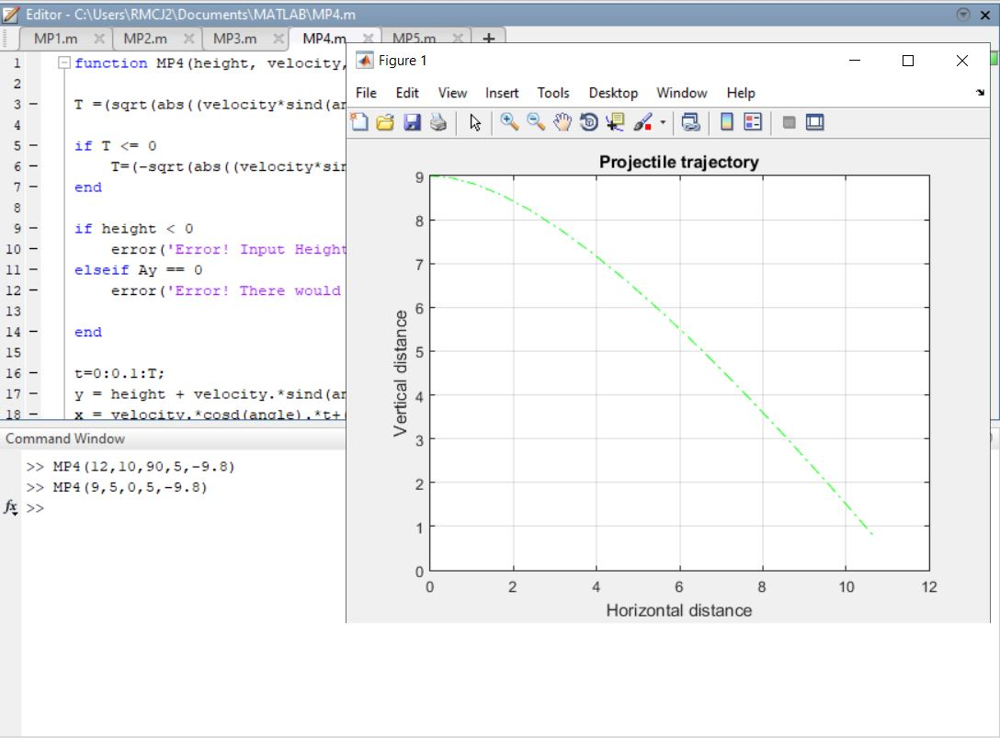 Editor - C:\Users\RMCJ2\Documents\MATLAB\MP4.m
MP1.m MP2.m MP3.m MP4.m MP5.m +
1 function MP4(height, velocity,
2
3 T =(sqrt(abs((velocity*sind(an
4
5 if T <= 0
6 T=(-sqrt(abs((velocity*sin
7 end
8
9 if height < 0
10 error('Error! Input Height
11 elseif Ay == 0
12 error('Error! There would
13
14 end
15
16 t=0:0.1:T;
17 y = height + velocity.*sind(an
18 x = velocity.*cosd(angle).*t+(
Command Window
>> MP4(12,10,90,5,-9.8)
>> MP4(9,5,0,5,-9.8)
fx >>
Figure 1
File Edit View Insert Tools Desktop Window Help
Projectile trajectory
9
8
7
6
5
4
3
2
1
0
Vertical distance
0 2 4 6 8 10 12
Horizontal distance